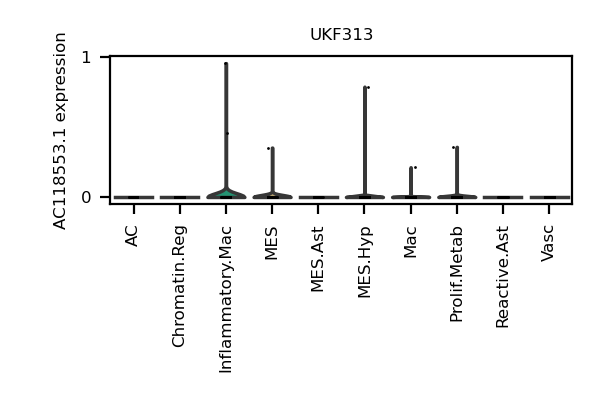 UKF313
AC118553.1 expression
1
0
AC
Chromatin.Reg
Inflammatory.Mac
MES
MES.Ast
MES.Hyp
Mac
Prolif.Metab
Reactive.Ast
Vasc